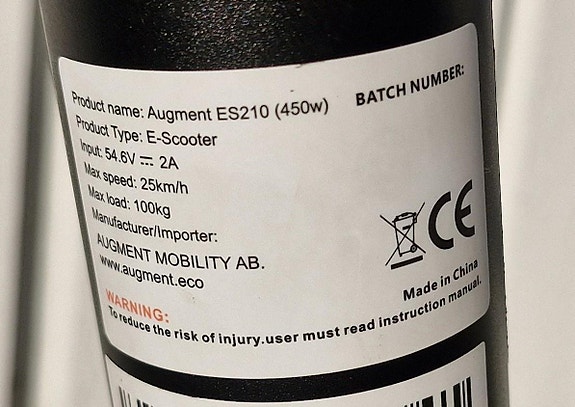 Product name: Augment ES210 (450w)
BATCH NUMBER:
Product Type: E-Scooter
Input: 54.6V ⎓ 2A
Max speed: 25km/h
Max load: 100kg
Manufacturer/Importer:
AUGMENT MOBILITY AB.
www.augment.eco
CE
Made in China
WARNING:
To reduce the risk of injury.user must read instruction manual.